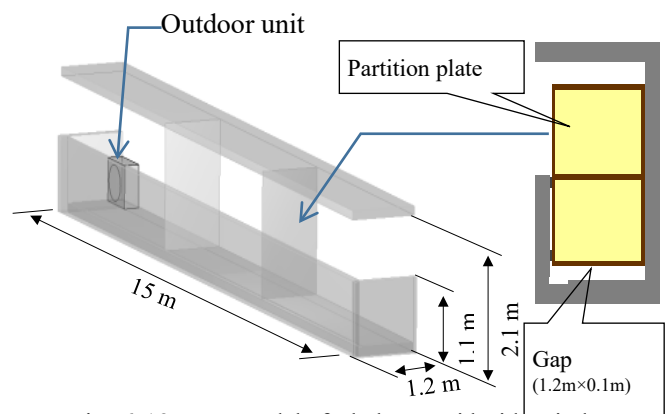 Outdoor unit
Partition plate
15 m
1.2 m
1.1 m
2.1 m
Gap
(1.2m×0.1m)